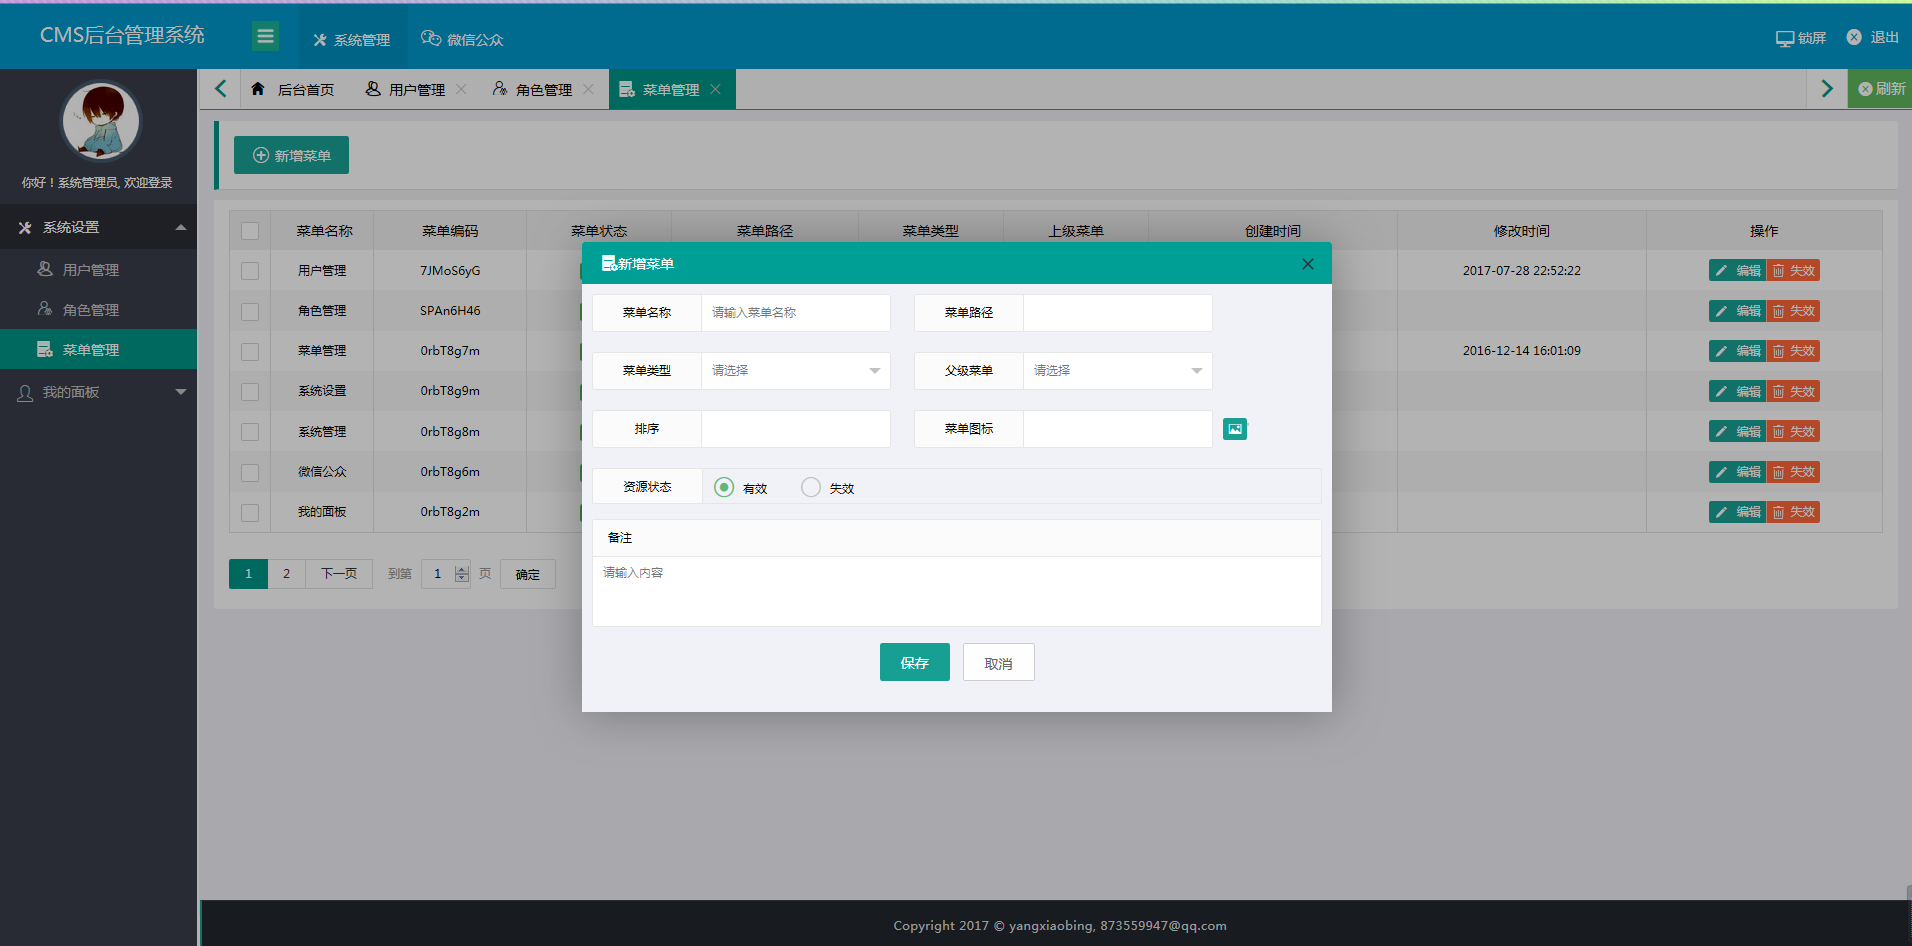 CMS后台管理系统
系统管理
微信公众
锁屏
退出
你好！系统管理员, 欢迎登录
系统设置
用户管理
角色管理
菜单管理
我的面板
后台首页
用户管理
角色管理
菜单管理
刷新
新增菜单
菜单名称 菜单编码 菜单状态 菜单路径 菜单类型 上级菜单 创建时间 修改时间 操作
用户管理 7JMoS6yG 2017-07-28 22:52:22 编辑 失效
角色管理 SPAn6H46 编辑 失效
菜单管理 0rbT8g7m 2016-12-14 16:01:09 编辑 失效
系统设置 0rbT8g9m 编辑 失效
系统管理 0rbT8g8m 编辑 失效
微信公众 0rbT8g6m 编辑 失效
我的面板 0rbT8g2m 编辑 失效
1 2 下一页 到第 1 页 确定
新增菜单
菜单名称 请输入菜单名称 菜单路径
菜单类型 请选择 父级菜单 请选择
排序 菜单图标
资源状态 有效 失效
备注
请输入内容
保存 取消
Copyright 2017 © yangxiaobing, 873559947@qq.com